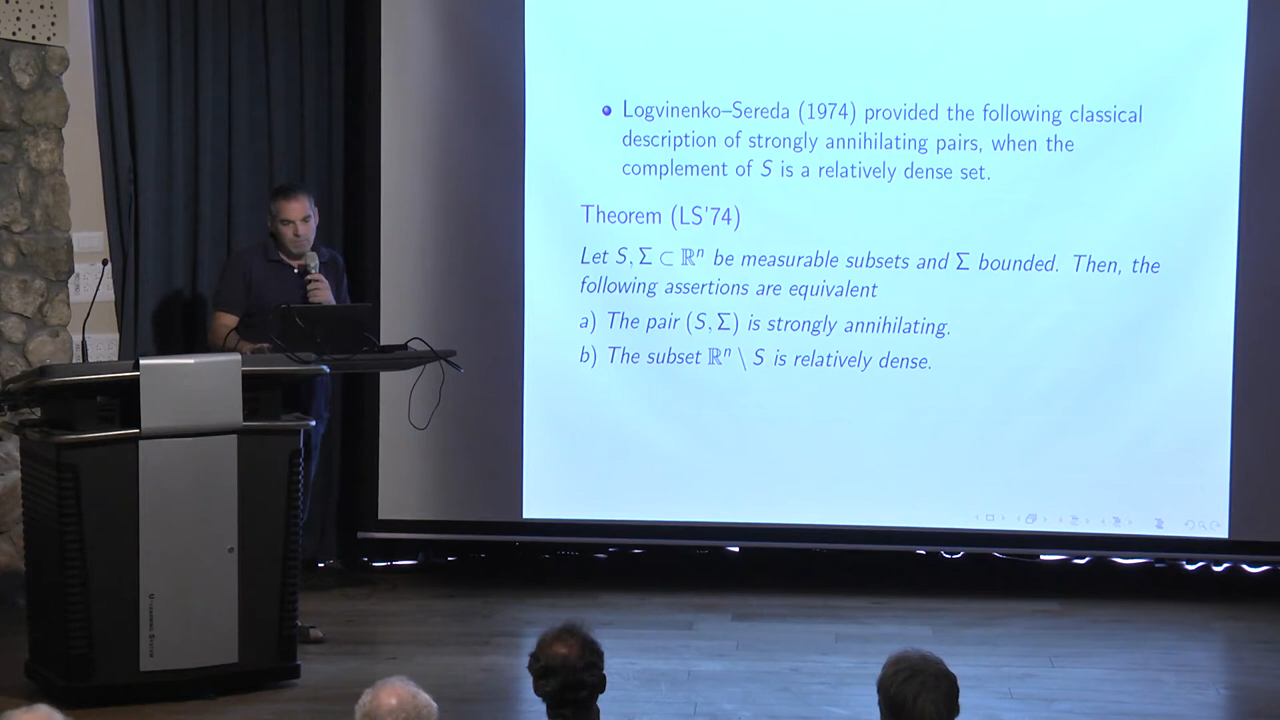 Logvinenko–Sereda (1974) provided the following classical
description of strongly annihilating pairs, when the
complement of S is a relatively dense set.
Theorem (LS'74)
Let S, Σ ⊂ ℝⁿ be measurable subsets and Σ bounded. Then, the
following assertions are equivalent
a) The pair (S, Σ) is strongly annihilating.
b) The subset ℝⁿ \ S is relatively dense.